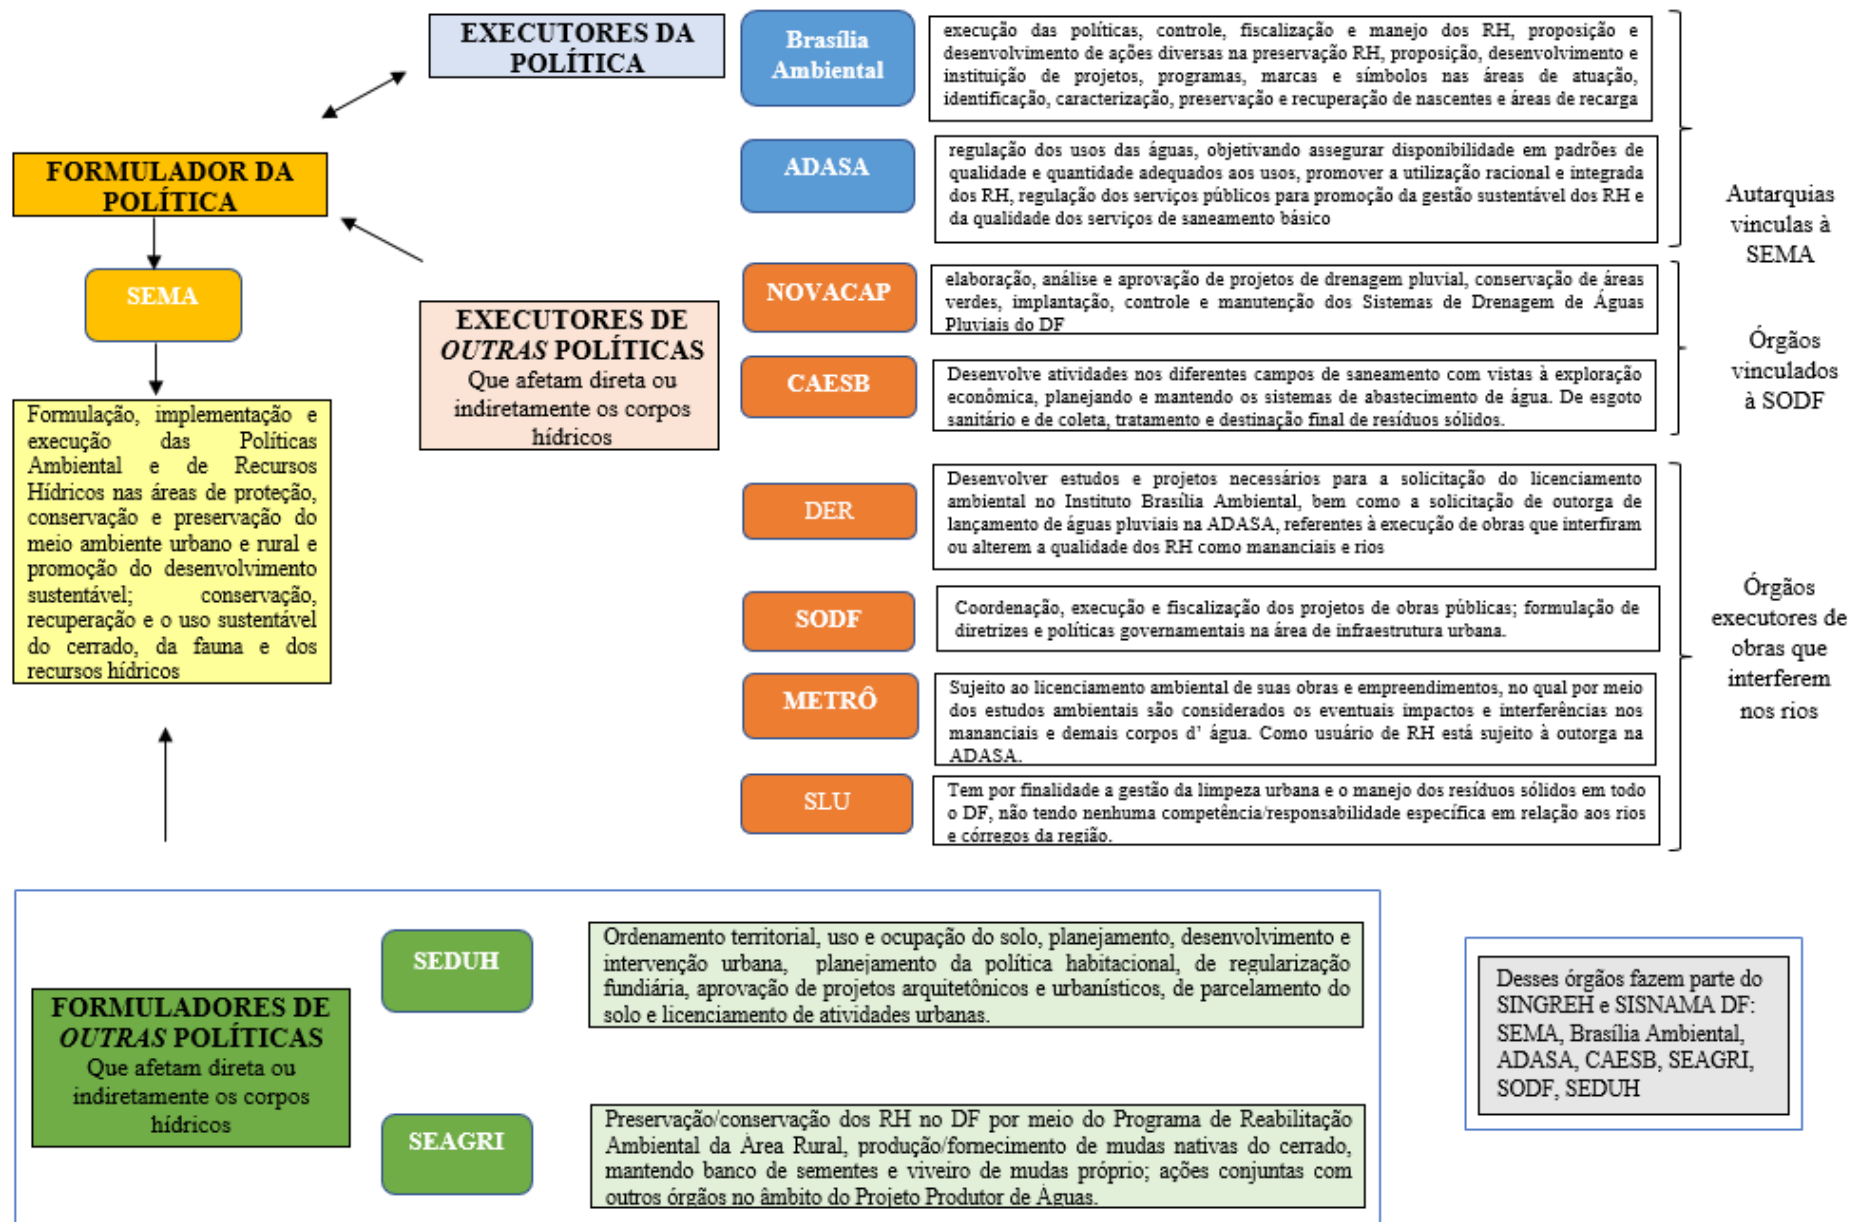 EXECUTORES DA
POLÍTICA
Brasília
Ambiental
execução das políticas, controle, fiscalização e manejo dos RH, proposição e
desenvolvimento de ações diversas na preservação RH, proposição, desenvolvimento e
instituição de projetos, programas, marcas e símbolos nas áreas de atuação,
identificação, caracterização, preservação e recuperação de nascentes e áreas de recarga
FORMULADOR DA
POLÍTICA
ADASA
regulação dos usos das águas, objetivando assegurar disponibilidade em padrões de
qualidade e quantidade adequados aos usos, promover a utilização racional e integrada
dos RH, regulação dos serviços públicos para promoção da gestão sustentável dos RH e
da qualidade dos serviços de saneamento básico
Autarquias
vinculas à
SEMA
SEMA
NOVACAP
elaboração, análise e aprovação de projetos de drenagem pluvial, conservação de áreas
verdes, implantação, controle e manutenção dos Sistemas de Drenagem de Águas
Pluviais do DF
EXECUTORES DE
OUTRAS POLÍTICAS
Que afetam direta ou
indiretamente os corpos
hídricos
CAESB
Desenvolve atividades nos diferentes campos de saneamento com vistas à exploração
econômica, planejando e mantendo os sistemas de abastecimento de água. De esgoto
sanitário e de coleta, tratamento e destinação final de resíduos sólidos.
Órgãos
vinculados
à SODF
Formulação, implementação e
execução das Políticas
Ambiental e de Recursos
Hídricos nas áreas de proteção,
conservação e preservação do
meio ambiente urbano e rural e
promoção do desenvolvimento
sustentável; conservação,
recuperação e o uso sustentável
do cerrado, da fauna e dos
recursos hídricos
DER
Desenvolver estudos e projetos necessários para a solicitação do licenciamento
ambiental no Instituto Brasília Ambiental, bem como a solicitação de outorga de
lançamento de águas pluviais na ADASA, referentes à execução de obras que interfiram
ou alterem a qualidade dos RH como mananciais e rios
SODF
Coordenação, execução e fiscalização dos projetos de obras públicas; formulação de
diretrizes e políticas governamentais na área de infraestrutura urbana.
Órgãos
executores de
obras que
interferem
nos rios
METRÔ
Sujeito ao licenciamento ambiental de suas obras e empreendimentos, no qual por meio
dos estudos ambientais são considerados os eventuais impactos e interferências nos
mananciais e demais corpos d’ água. Como usuário de RH está sujeito à outorga na
ADASA.
SLU
Tem por finalidade a gestão da limpeza urbana e o manejo dos resíduos sólidos em todo
o DF, não tendo nenhuma competência/responsabilidade específica em relação aos rios
e córregos da região.
FORMULADORES DE
OUTRAS POLÍTICAS
Que afetam direta ou
indiretamente os corpos
hídricos
SEDUH
Ordenamento territorial, uso e ocupação do solo, planejamento, desenvolvimento e
intervenção urbana, planejamento da política habitacional, de regularização
fundiária, aprovação de projetos arquitetônicos e urbanísticos, de parcelamento do
solo e licenciamento de atividades urbanas.
SEAGRI
Preservação/conservação dos RH no DF por meio do Programa de Reabilitação
Ambiental da Área Rural, produção/fornecimento de mudas nativas do cerrado,
mantendo banco de sementes e viveiro de mudas próprio; ações conjuntas com
outros órgãos no âmbito do Projeto Produtor de Águas.
Desses órgãos fazem parte do
SINGREH e SISNAMA DF:
SEMA, Brasília Ambiental,
ADASA, CAESB, SEAGRI,
SODF, SEDUH